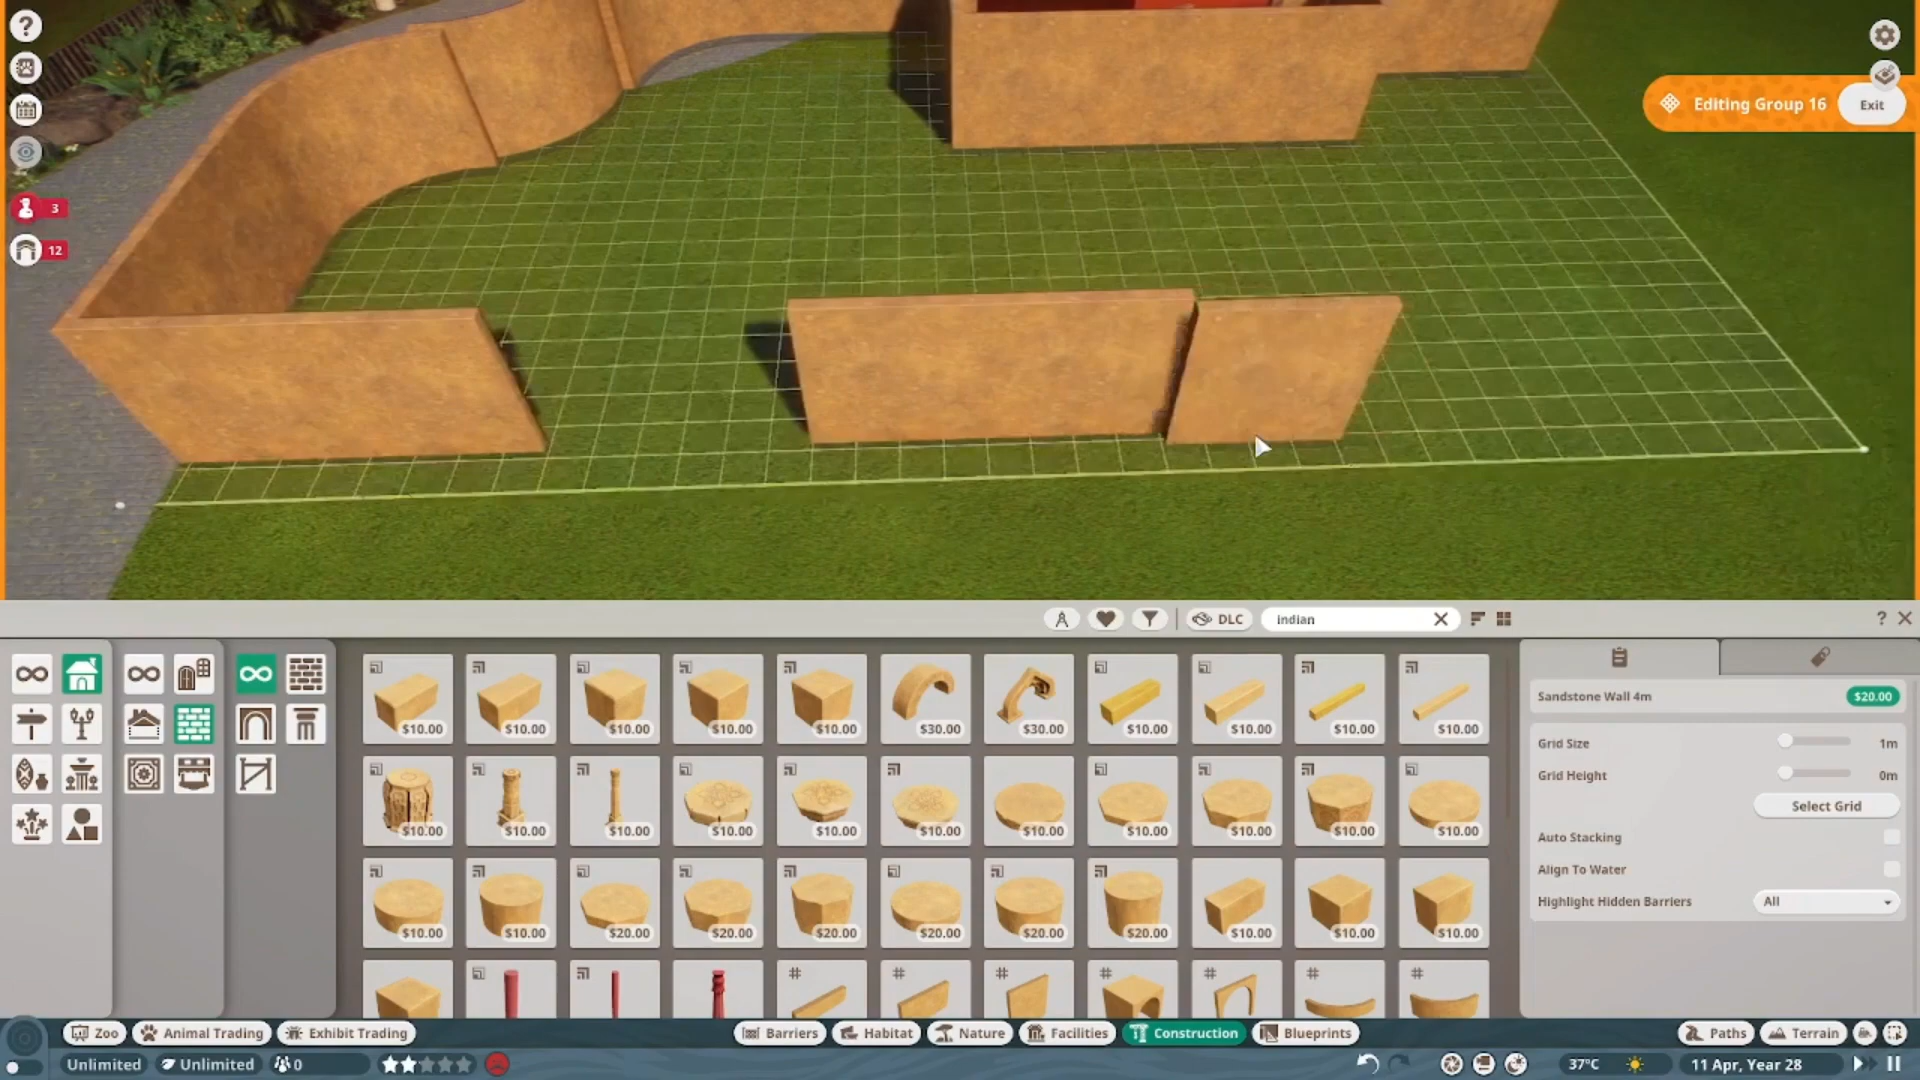 ?
3
12
Editing Group 16 Exit
DLC indian ?
$10.00 $10.00 $10.00 $10.00 $10.00 $30.00 $30.00 $10.00 $10.00 $10.00 $10.00
$10.00 $10.00 $10.00 $10.00 $10.00 $10.00 $10.00 $10.00 $10.00 $10.00 $10.00
$10.00 $10.00 $20.00 $20.00 $20.00 $20.00 $20.00 $20.00 $10.00 $10.00 $10.00
Sandstone Wall 4m $20.00
Grid Size 1m
Grid Height 0m
Select Grid
Auto Stacking
Align To Water
Highlight Hidden Barriers All
Zoo Animal Trading Exhibit Trading Barriers Habitat Nature Facilities Construction Blueprints Paths Terrain
Unlimited Unlimited 0 37°C 11 Apr, Year 28